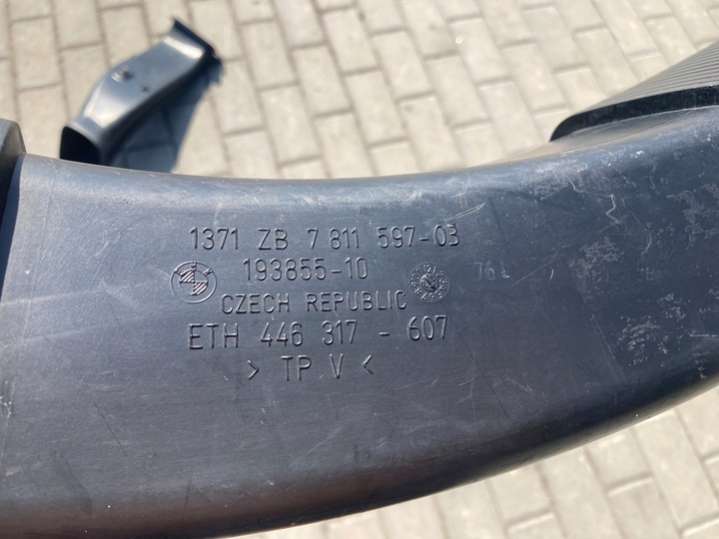 1371 ZB 7 811 597-03
193855-10
CZECH REPUBLIC
ETH 446 317 - 607
> TP V <